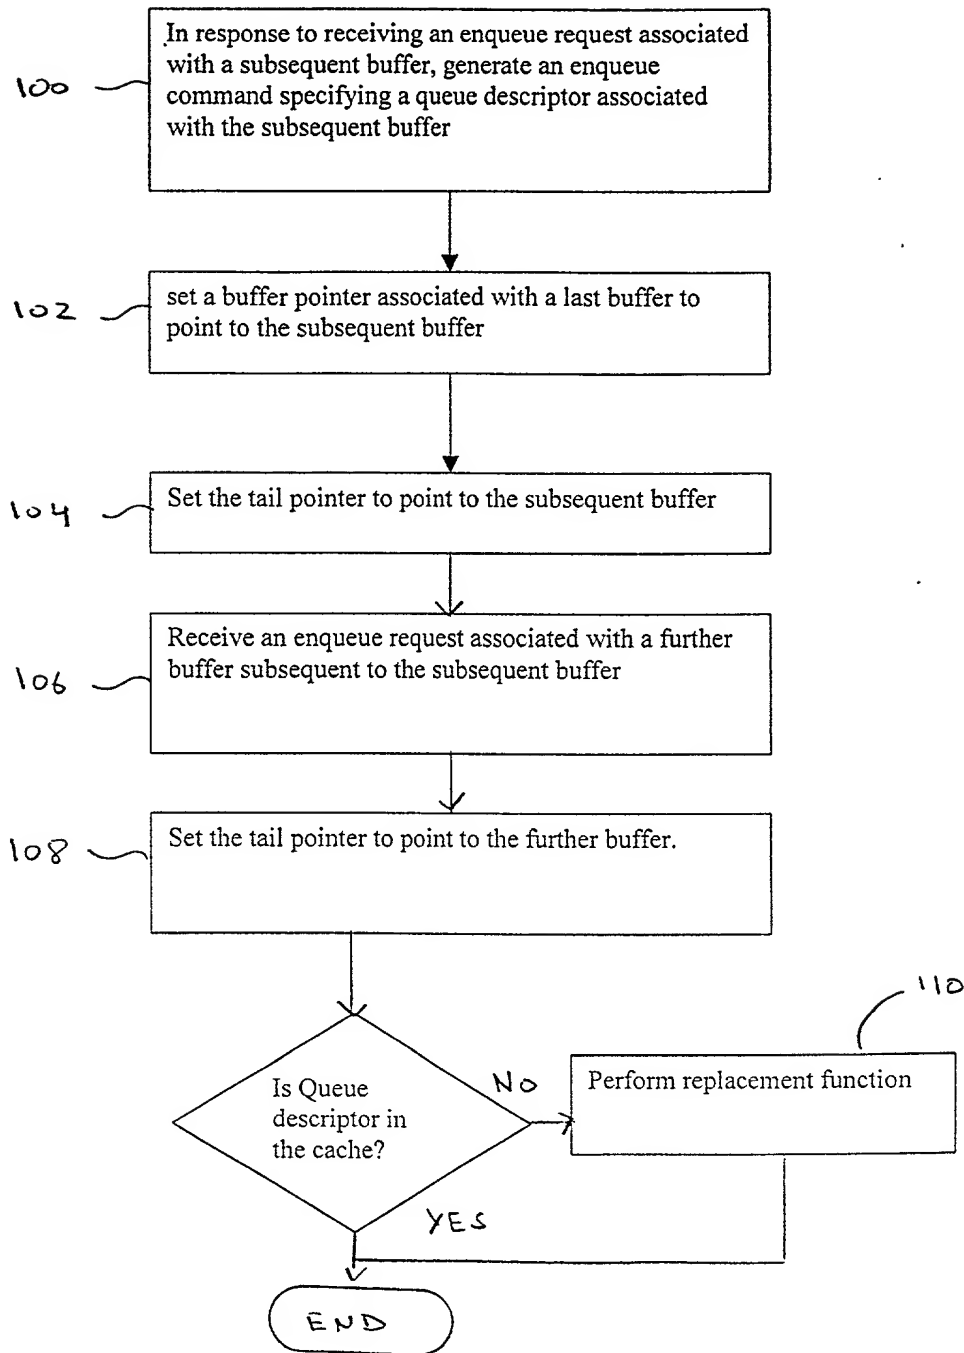 100
In response to receiving an enqueue request associated
with a subsequent buffer, generate an enqueue
command specifying a queue descriptor associated
with the subsequent buffer
102
set a buffer pointer associated with a last buffer to
point to the subsequent buffer
104
Set the tail pointer to point to the subsequent buffer
106
Receive an enqueue request associated with a further
buffer subsequent to the subsequent buffer
108
Set the tail pointer to point to the further buffer.
110
Is Queue
descriptor in
the cache?
NO
Perform replacement function
YES
END